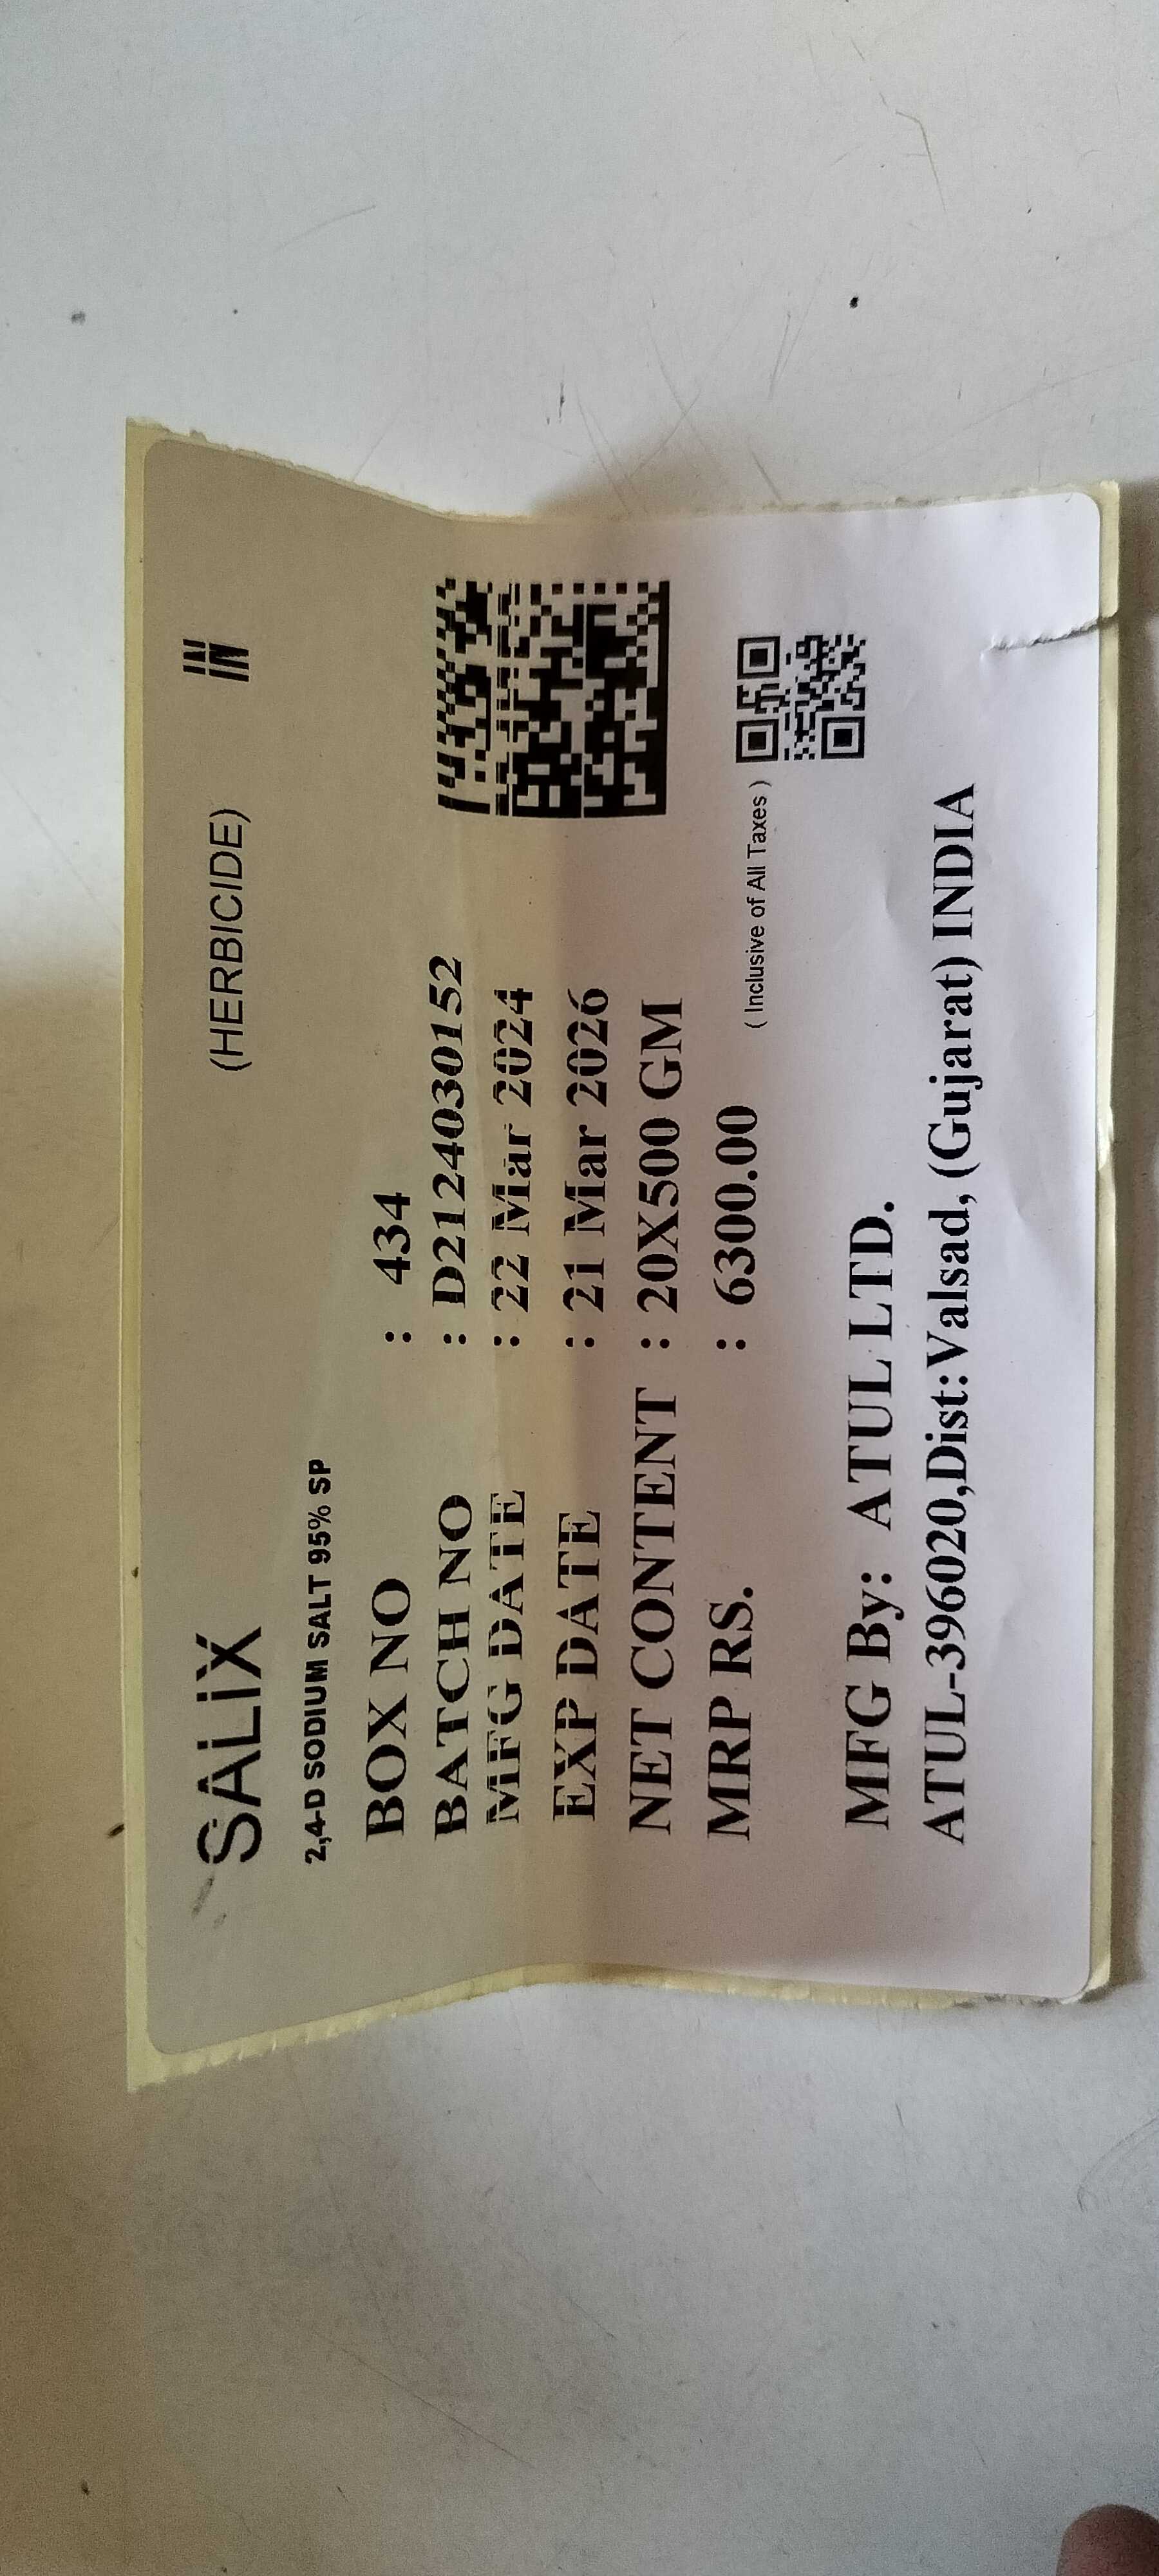 SALIX (HERBICIDE) IN
2,4-D SODIUM SALT 95% SP
BOX NO : 434
BATCH NO : D2124030152
MFG DATE : 22 Mar 2024
EXP DATE : 21 Mar 2026
NET CONTENT : 20X500 GM
MRP RS. : 6300.00 ( Inclusive of All Taxes )
MFG By: ATUL LTD.
ATUL-396020,Dist:Valsad, (Gujarat) INDIA